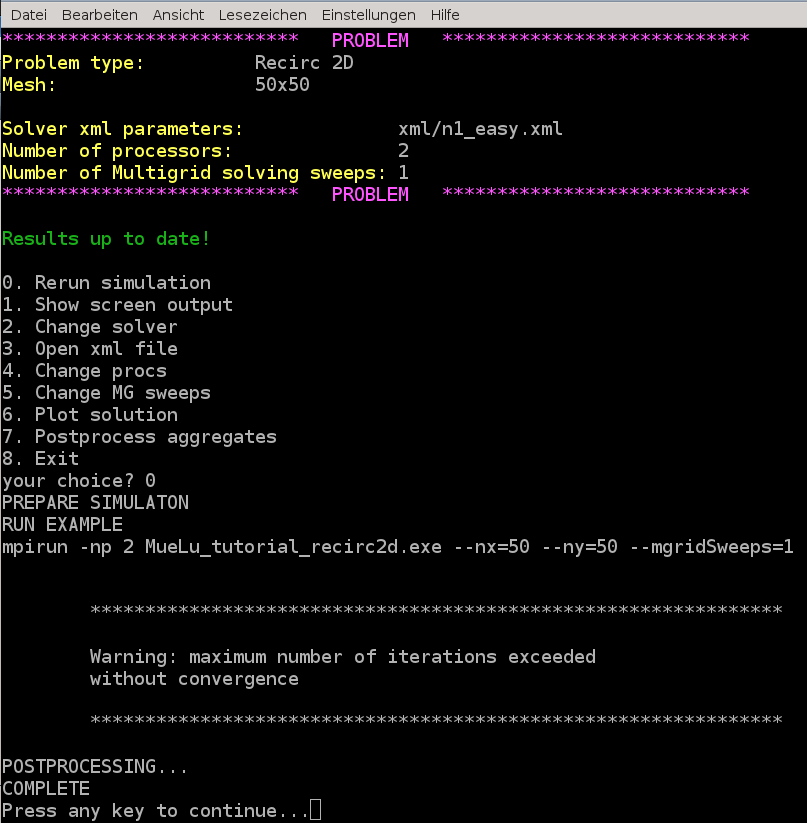 Datei Bearbeiten Ansicht Lesezeichen Einstellungen Hilfe
*************************** PROBLEM ****************************
Problem type: Recirc 2D
Mesh: 50x50
Solver xml parameters: xml/n1_easy.xml
Number of processors: 2
Number of Multigrid solving sweeps: 1
*************************** PROBLEM ****************************
Results up to date!
0. Rerun simulation
1. Show screen output
2. Change solver
3. Open xml file
4. Change procs
5. Change MG sweeps
6. Plot solution
7. Postprocess aggregates
8. Exit
your choice? 0
PREPARE SIMULATON
RUN EXAMPLE
mpirun -np 2 MueLu_tutorial_recirc2d.exe --nx=50 --ny=50 --mgridSweeps=1
***************************************************************
Warning: maximum number of iterations exceeded
without convergence
***************************************************************
POSTPROCESSING...
COMPLETE
Press any key to continue...